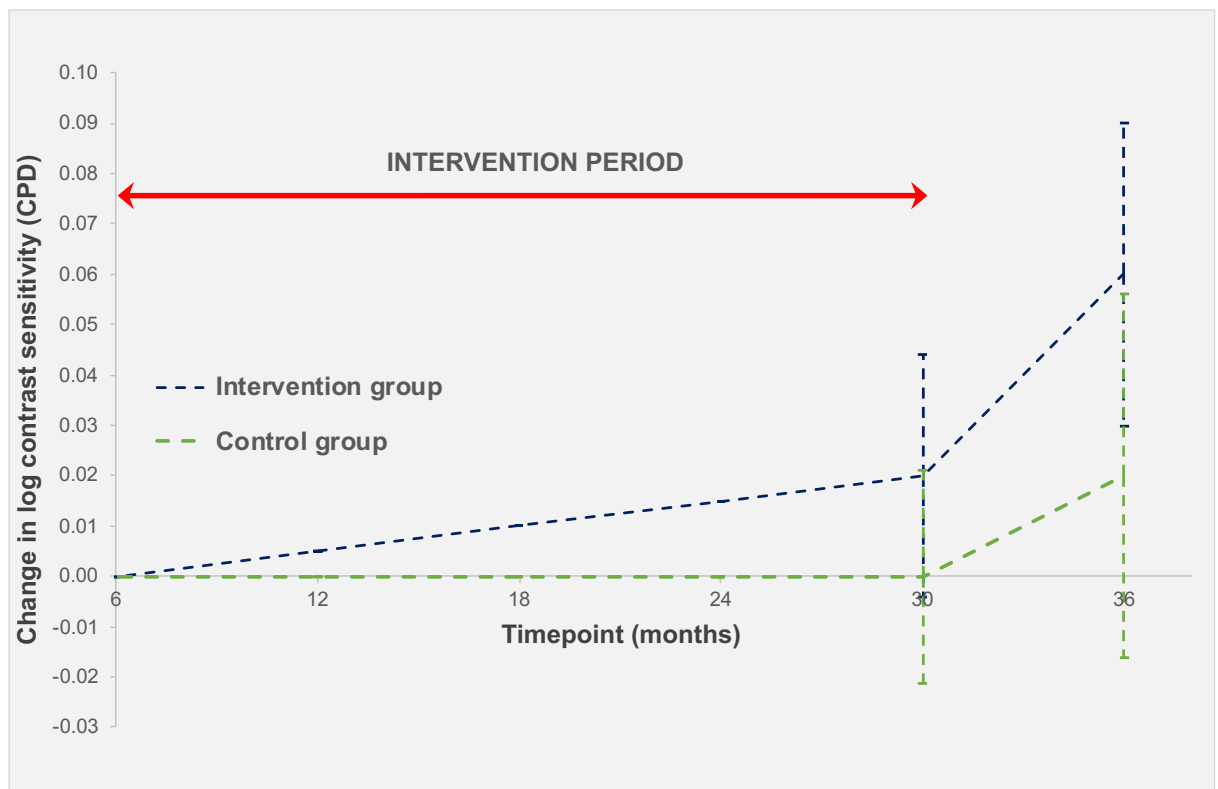 0.10
0.09
INTERVENTION PERIOD
0.08
0.07
0.06
0.05
0.04
Intervention group
0.03
Control group
0.02
0.01
0.00
6 12 18 24 30 36
-0.01
Timepoint (months)
-0.02
-0.03
Change in log contrast sensitivity (CPD)